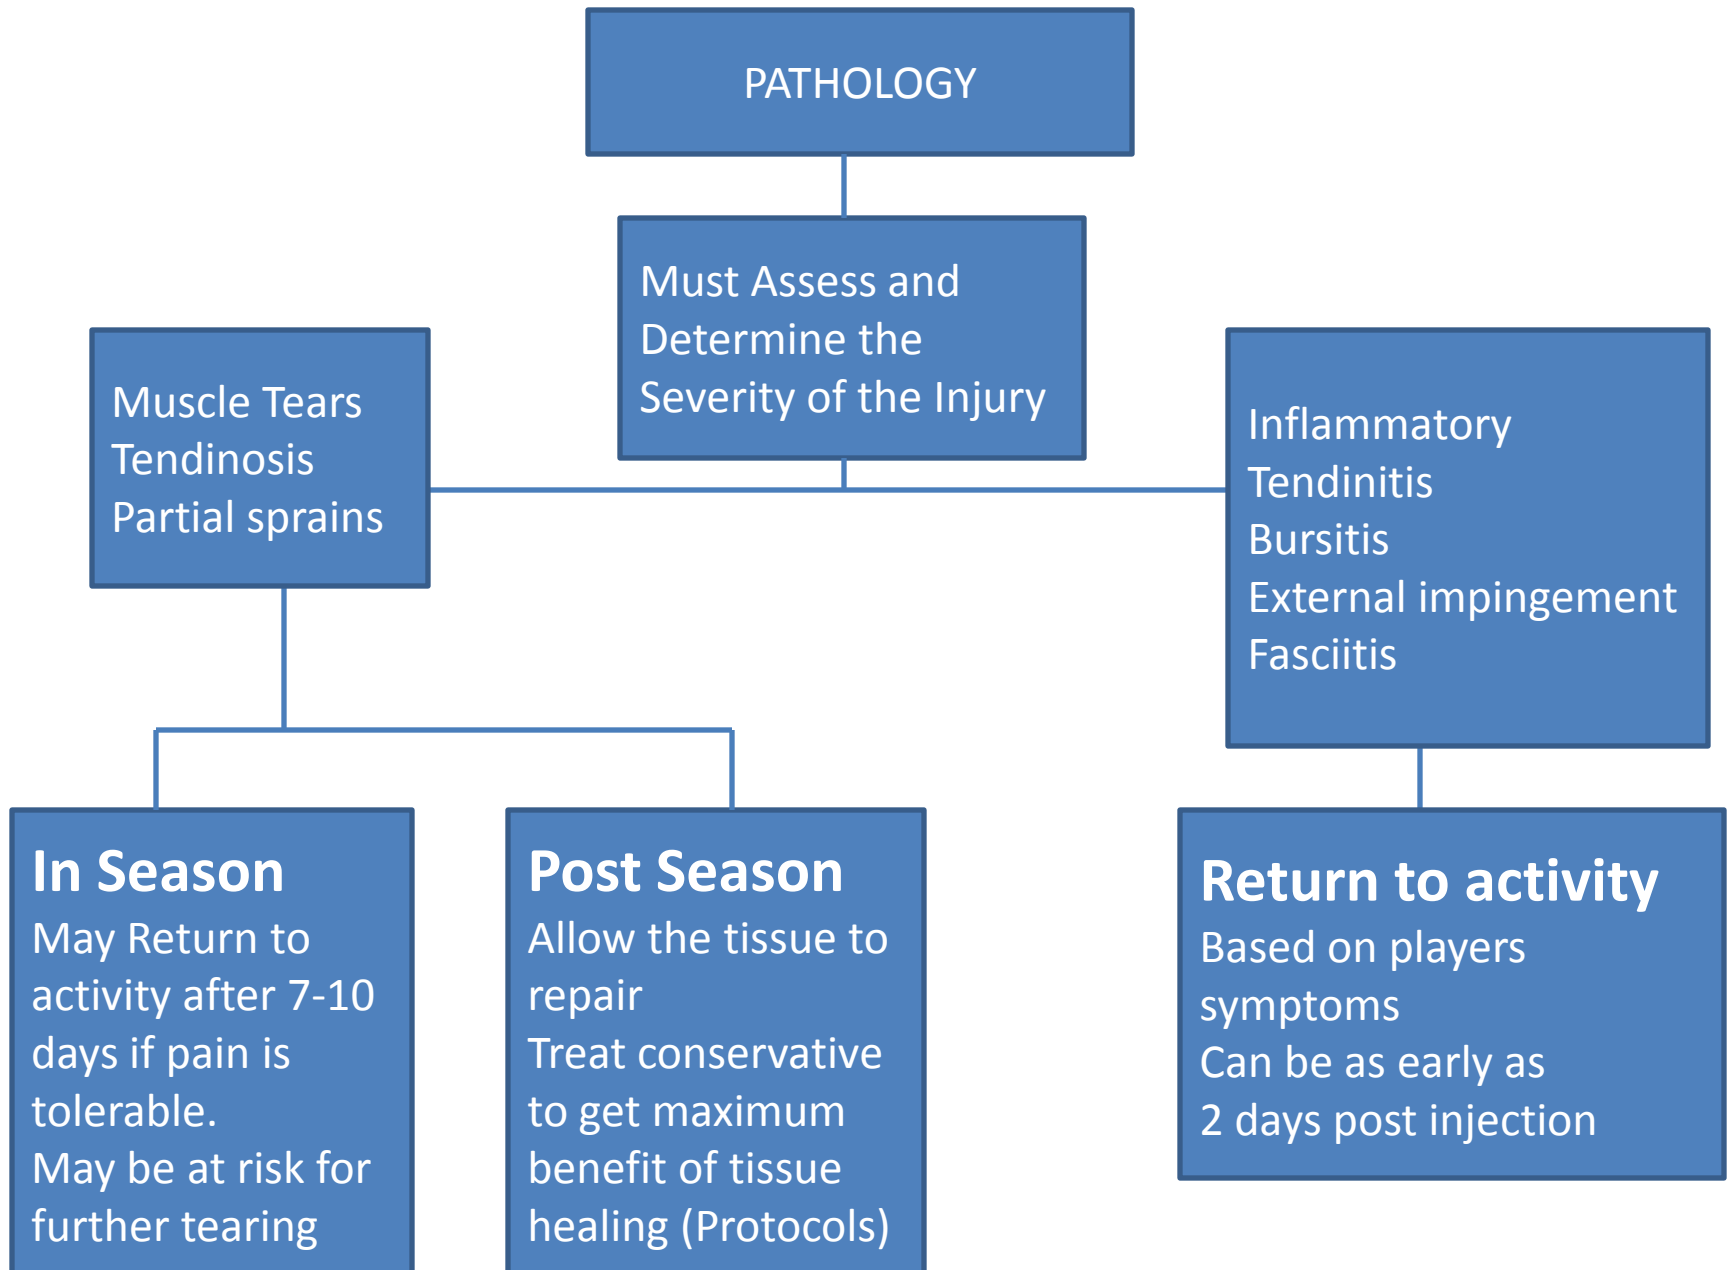 PATHOLOGY
Must Assess and
Determine the
Severity of the Injury
Muscle Tears
Tendinosis
Partial sprains
Inflammatory
Tendinitis
Bursitis
External impingement
Fasciitis
In Season
May Return to
activity after 7-10
days if pain is
tolerable.
May be at risk for
further tearing
Post Season
Allow the tissue to
repair
Treat conservative
to get maximum
benefit of tissue
healing (Protocols)
Return to activity
Based on players
symptoms
Can be as early as
2 days post injection